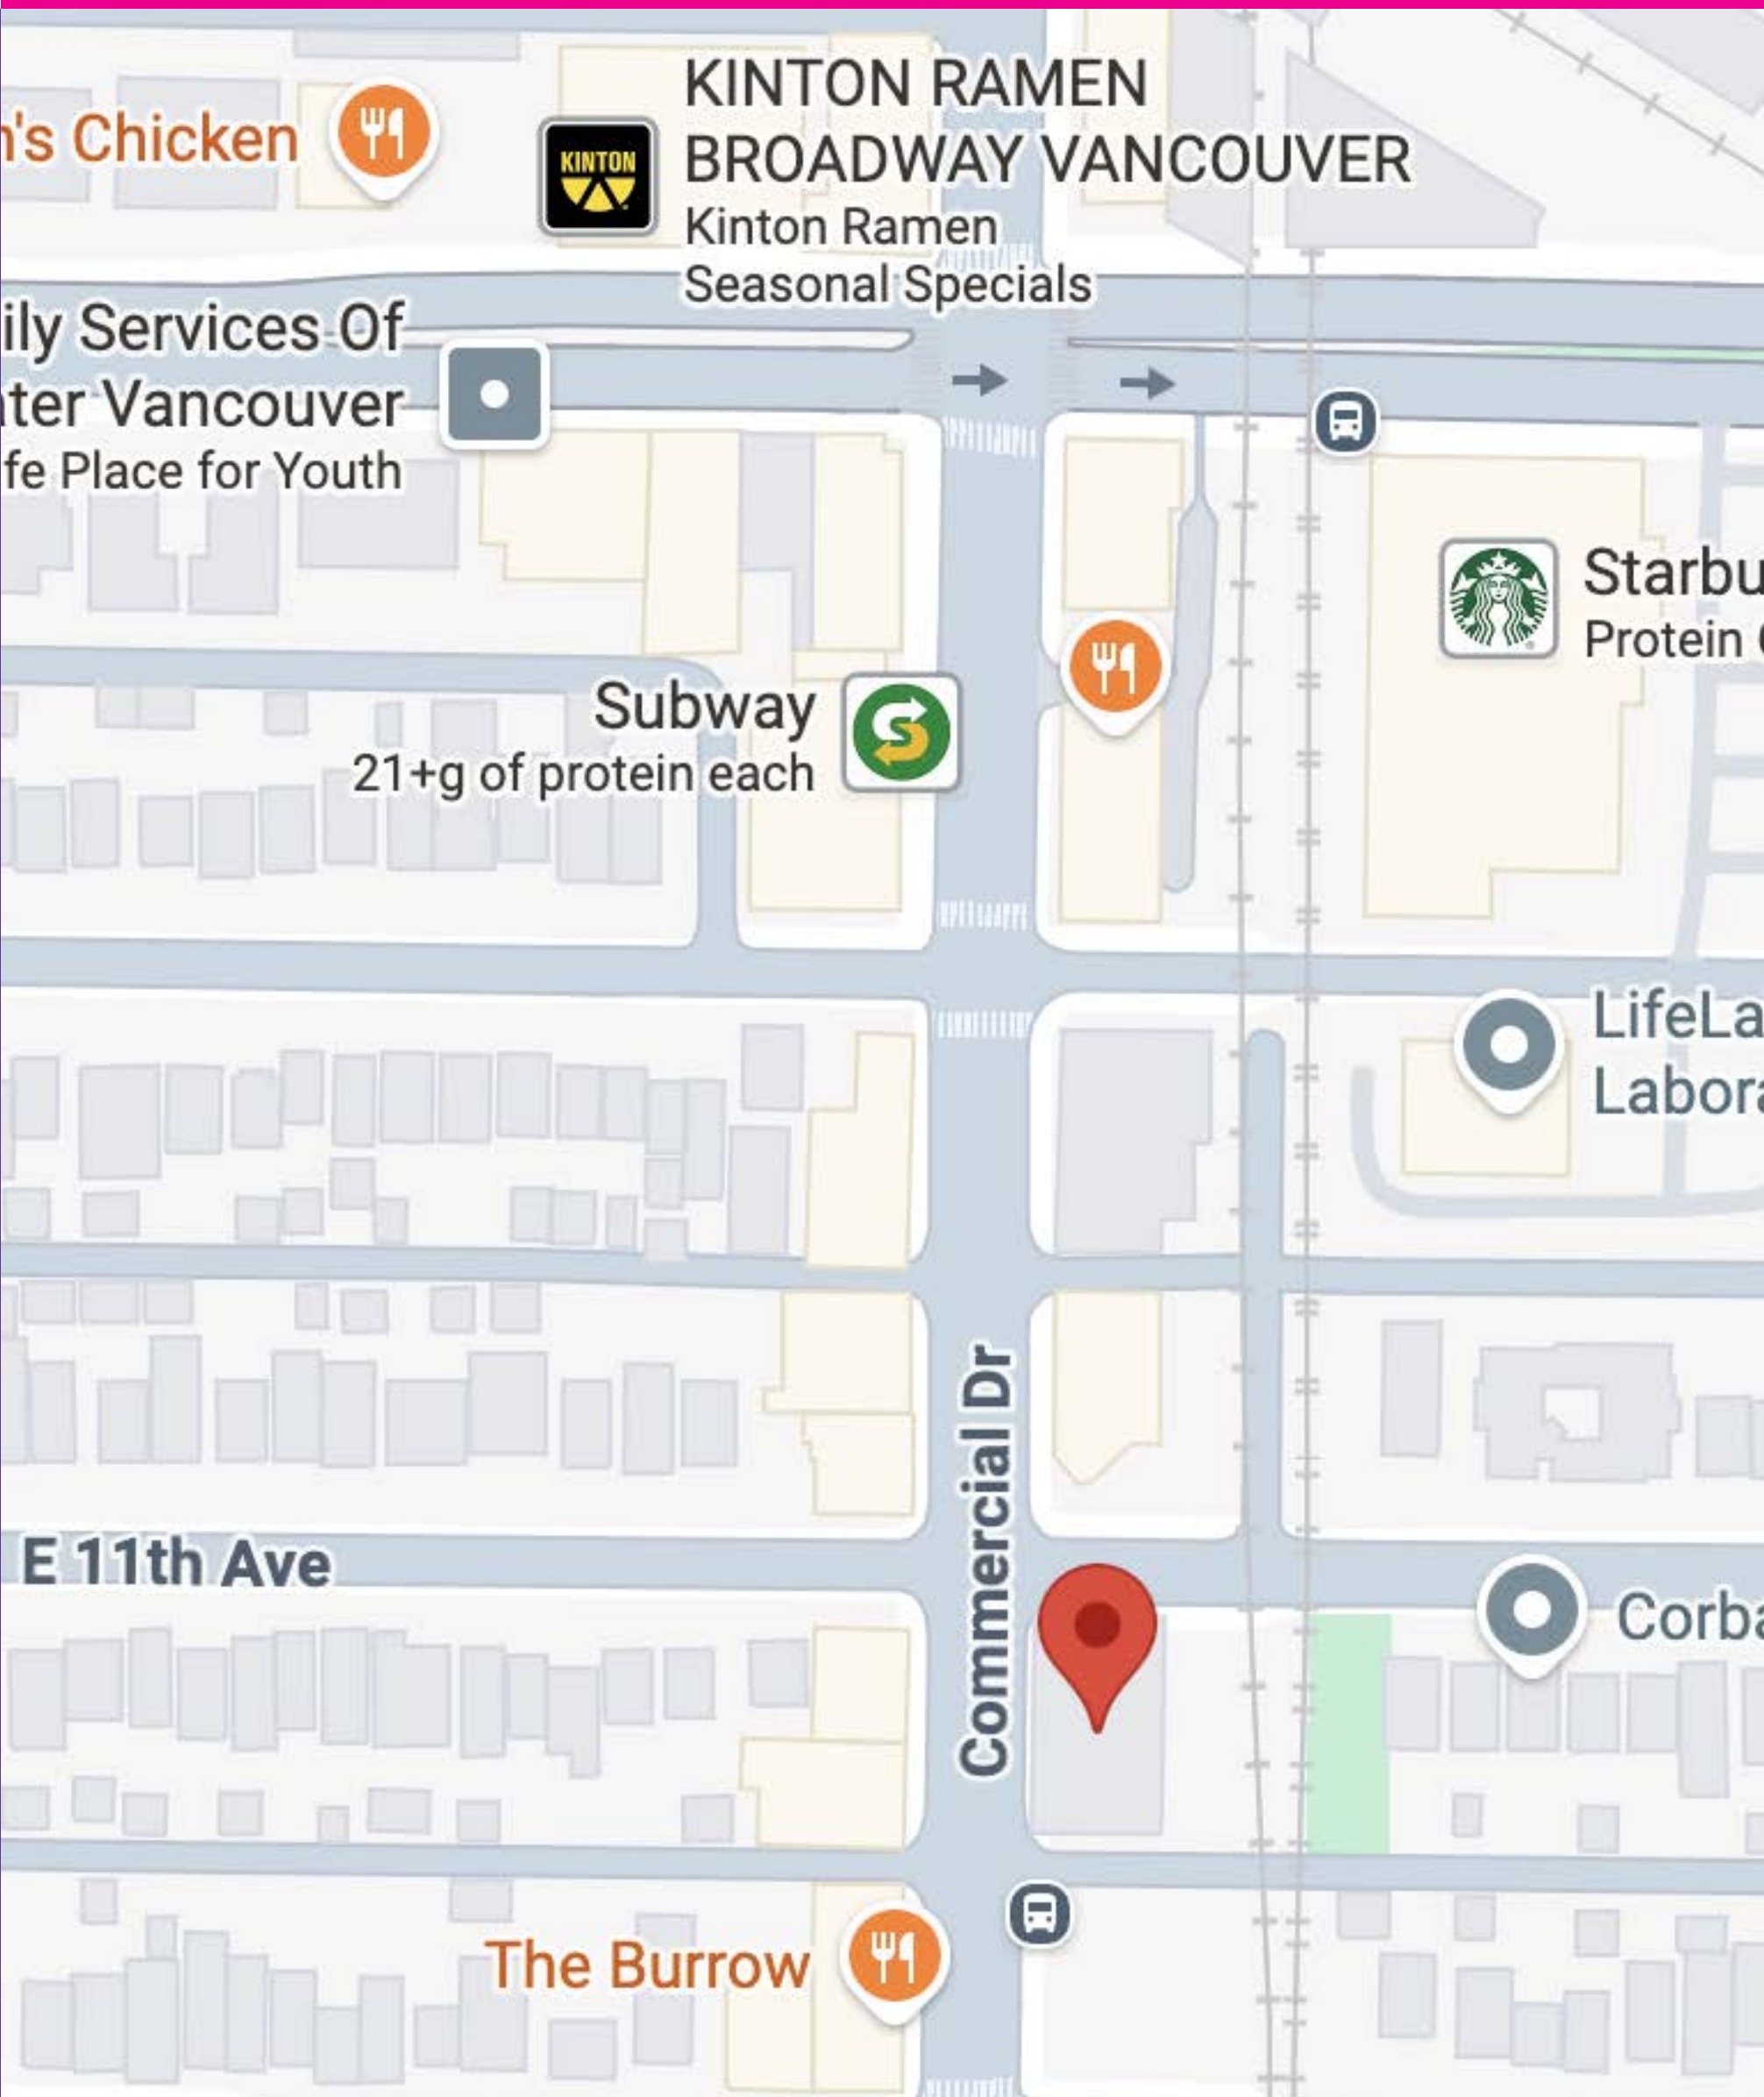 n's Chicken
KINTON RAMEN
BROADWAY VANCOUVER
Kinton Ramen
Seasonal Specials
KINTON
ily Services Of
ter Vancouver
fe Place for Youth
Starbu
Protein
Subway
21+g of protein each
S
LifeLa
Labora
Commercial Dr
E 11th Ave
Corba
The Burrow